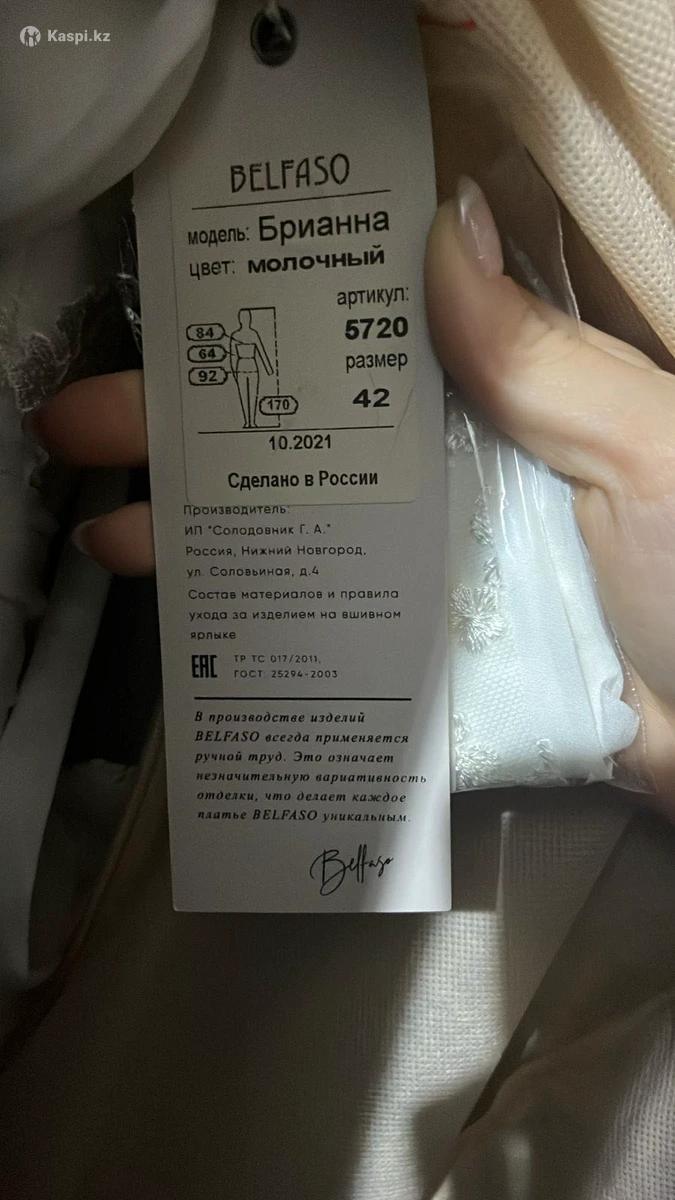 Kaspi.kz
BELFASO
модель: Брианна
цвет: молочный
артикул:
5720
размер
42
84
64
92
170
10.2021
Сделано в России
Производитель:
ИП "Солодовник Г. А."
Россия, Нижний Новгород,
ул. Соловьиная, д.4
Состав материалов и правила
ухода за изделием на вшивном
ярлыке
EAC
ТР ТС 017/2011,
ГОСТ 25294-2003
В производстве изделий
BELFASO всегда применяется
ручной труд. Это означает
незначительную вариативность
отделки, что делает каждое
платье BELFASO уникальным.
Belfaso